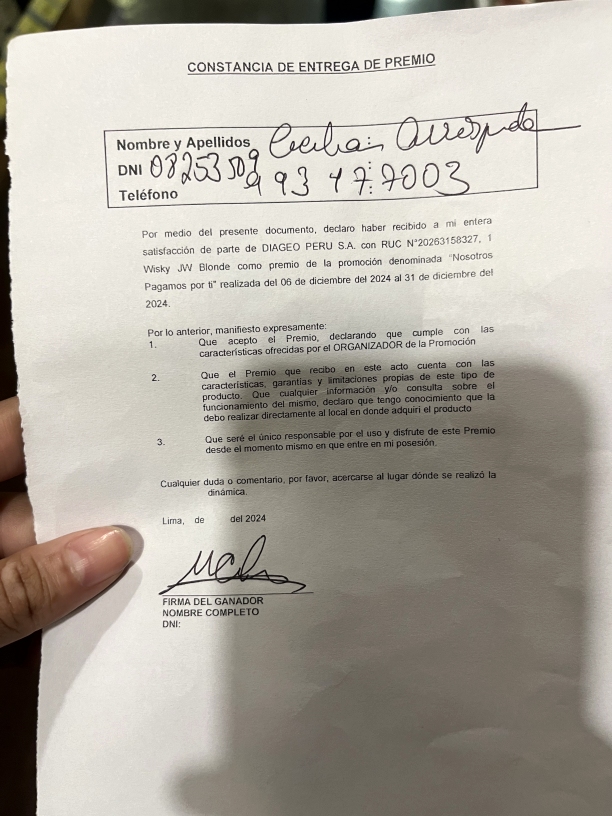 CONSTANCIA DE ENTREGA DE PREMIO
Nombre y Apellidos Cecilia
DNI 08253509
Teléfono
Por medio del presente documento, declaro haber recibido a mi entera
satisfacción de parte de DIAGEO PERU S.A. con RUC N°20263158327, 1
Wisky JW Blonde como premio de la promoción denominada "Nosotros
Pagamos por ti" realizada del 06 de diciembre del 2024 al 31 de diciembre del
2024.
Por lo anterior, manifiesto expresamente:
1. Que acepto el Premio, declarando que cumple con las
características ofrecidas por el ORGANIZADOR de la Promoción
2. Que el Premio que recibo en este acto cuenta con las
características, garantías y limitaciones propias de este tipo de
producto. Que cualquier información y/o consulta sobre el
funcionamiento del mismo, declaro que tengo conocimiento que la
debo realizar directamente al local en donde adquirí el producto
3. Que seré el único responsable por el uso y disfrute de este Premio
desde el momento mismo en que entre en mi posesión.
Cualquier duda o comentario, por favor, acercarse al lugar dónde se realizó la
dinámica.
Lima, de del 2024
FIRMA DEL GANADOR
NOMBRE COMPLETO
DNI: